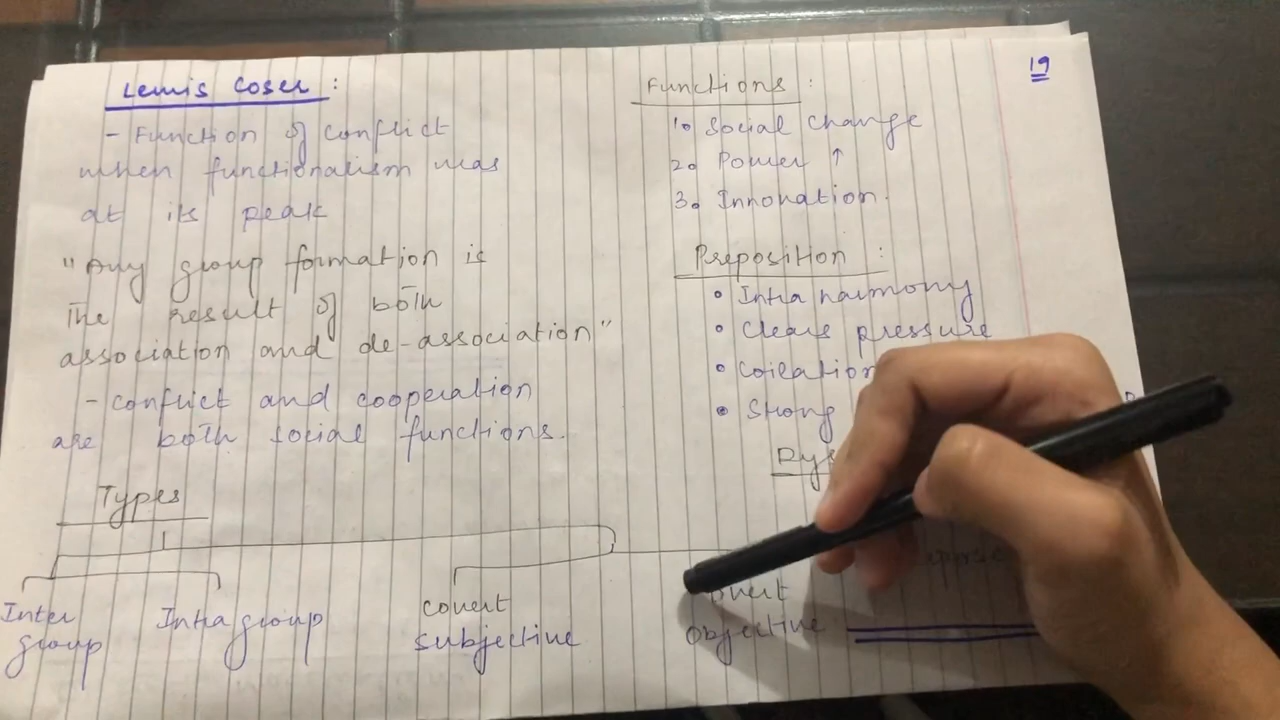 Lewis Coser :
- Function of conflict
when functionalism was
at its peak
"Any group formation is
the result of both
association and de-association"
- conflict and cooperation
are both social functions.
Types
Inter
group
Intra group
covert
subjective
overt
objective
19
Functions :
1. Social change
2. Power ↑
3. Innovation.
Preposition :
• Intra harmony
• Clears pressure
• Strong